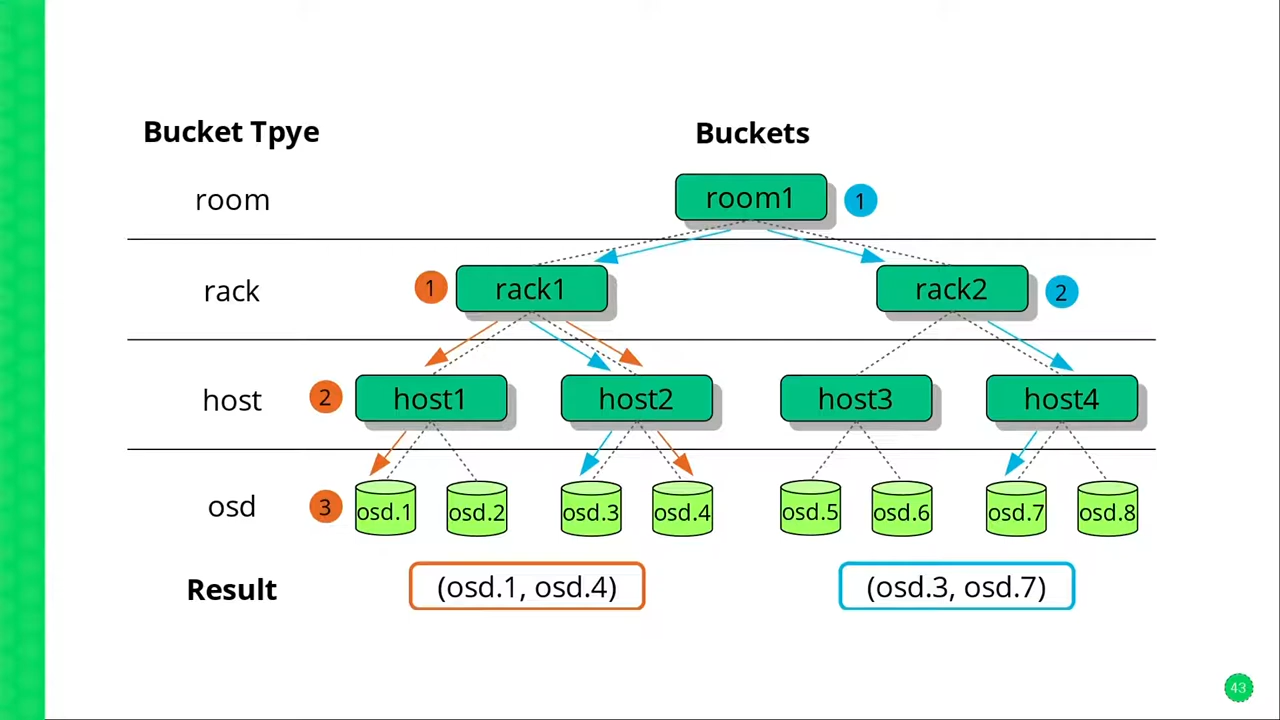 Bucket Tpye
Buckets
room
room1
1
rack
1
rack1
rack2
2
host
2
host1
host2
host3
host4
osd
3
osd.1
osd.2
osd.3
osd.4
osd.5
osd.6
osd.7
osd.8
Result
(osd.1, osd.4)
(osd.3, osd.7)
43